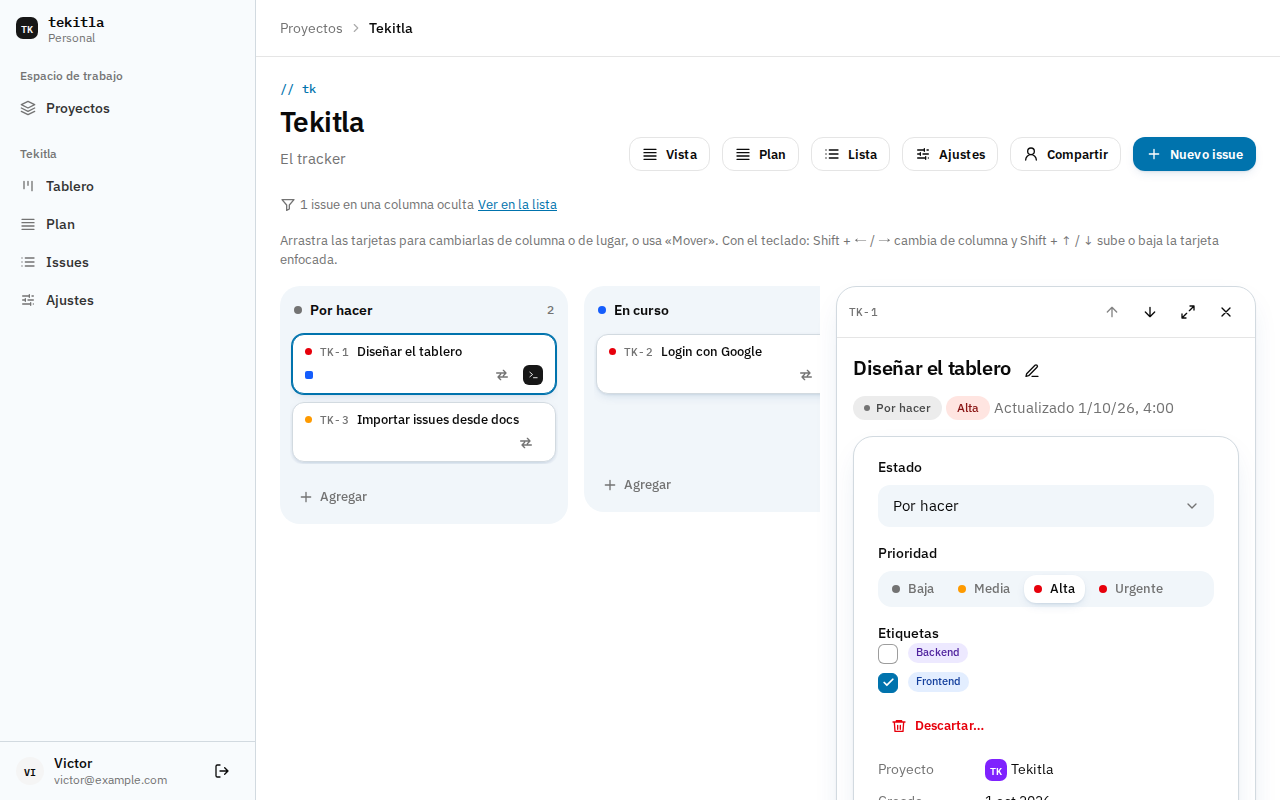 TK
tekitla
Personal
Espacio de trabajo
Proyectos
Tekitla
Tablero
Plan
Issues
Ajustes
VI
Victor
victor@example.com
Proyectos > Tekitla
// tk
Tekitla
El tracker
Vista
Plan
Lista
Ajustes
Compartir
Nuevo issue
1 issue en una columna oculta Ver en la lista
Arrastra las tarjetas para cambiarlas de columna o de lugar, o usa «Mover». Con el teclado: Shift + ← / → cambia de columna y Shift + ↑ / ↓ sube o baja la tarjeta
enfocada.
Por hacer 2
TK-1 Diseñar el tablero
TK-3 Importar issues desde docs
Agregar
En curso
TK-2 Login con Google
Agregar
TK-1
Diseñar el tablero
Por hacer Alta Actualizado 1/10/26, 4:00
Estado
Por hacer
Prioridad
Baja Media Alta Urgente
Etiquetas
Backend
Frontend
Descartar...
Proyecto TK Tekitla